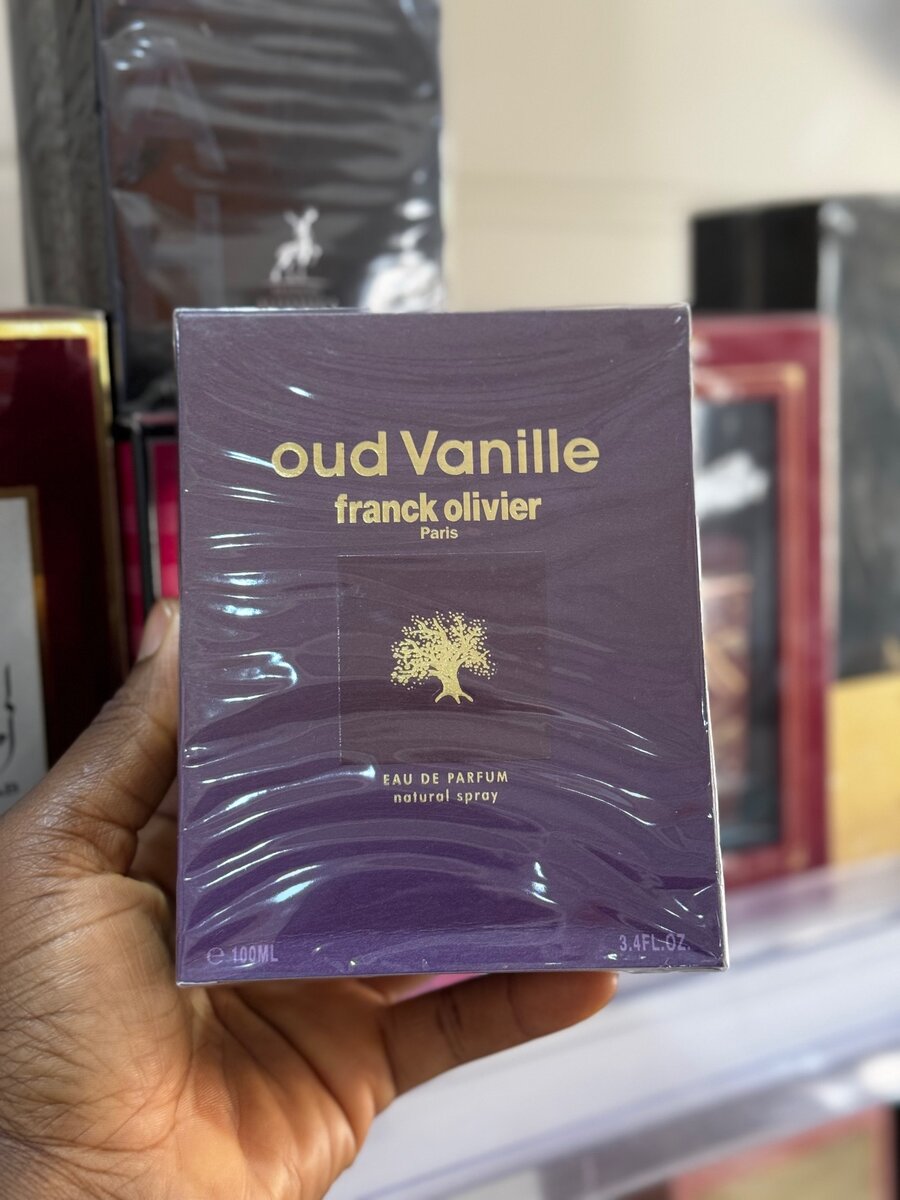 oud Vanille
franck olivier
Paris
EAU DE PARFUM
natural spray
℮ 100ML
3.4FL.OZ.